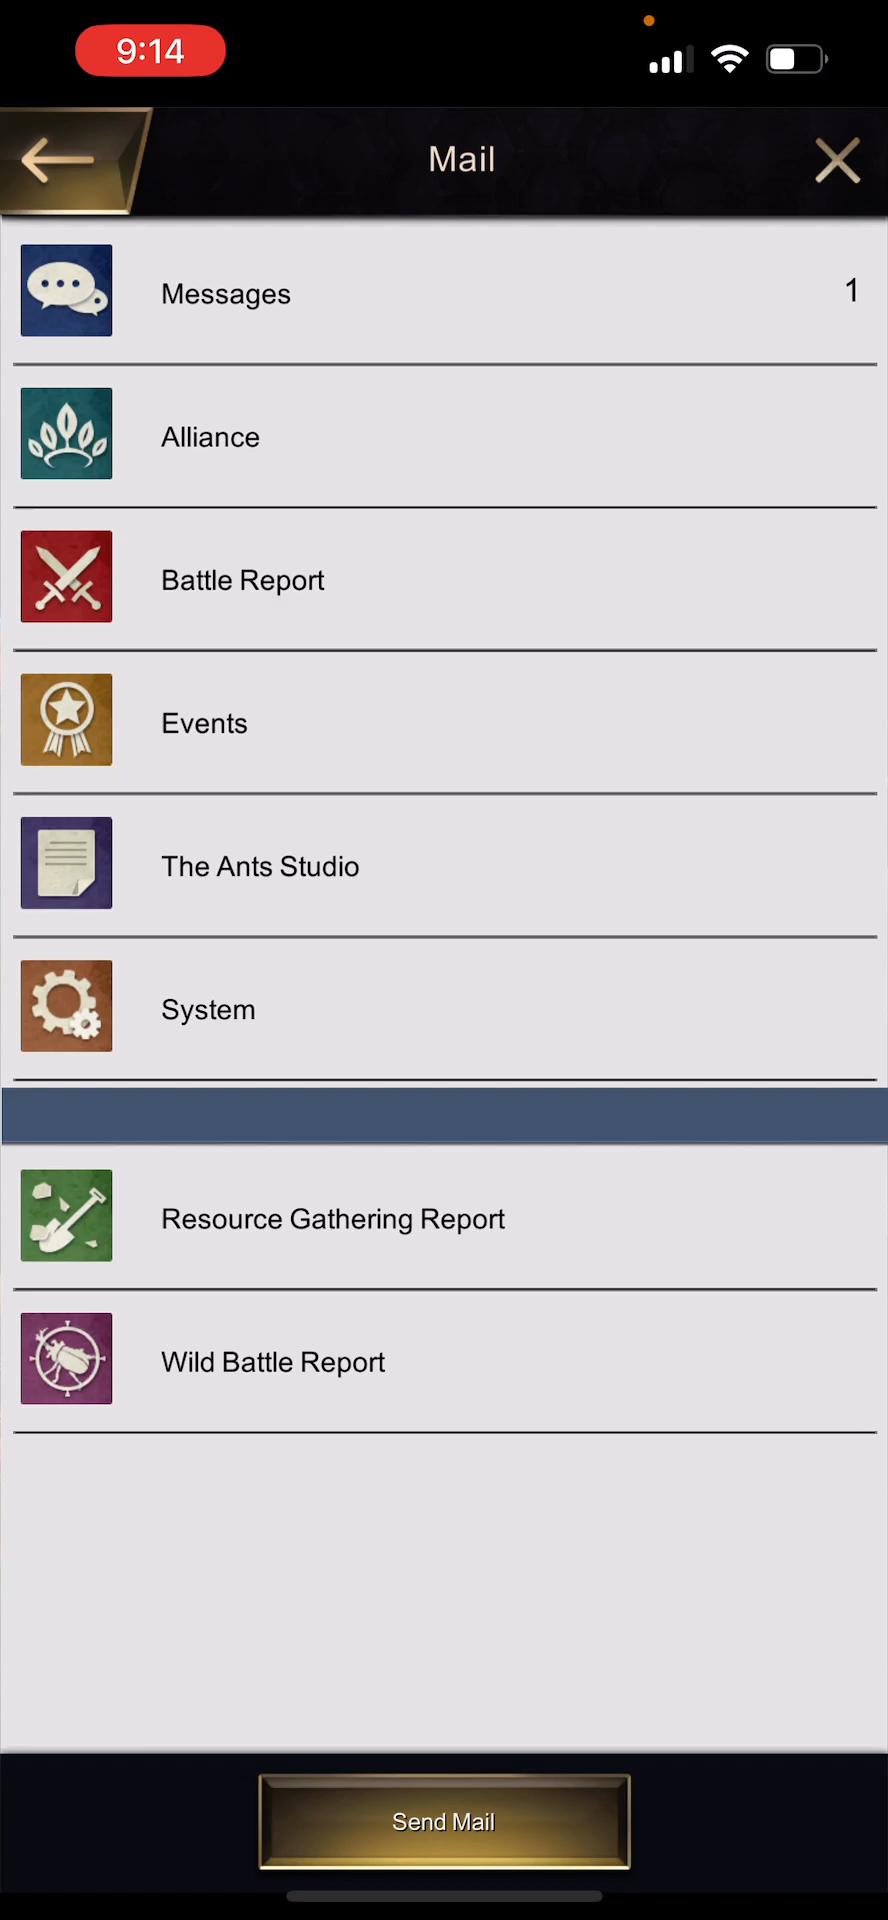 9:14
Mail
Messages 1
Alliance
Battle Report
Events
The Ants Studio
System
Resource Gathering Report
Wild Battle Report
Send Mail